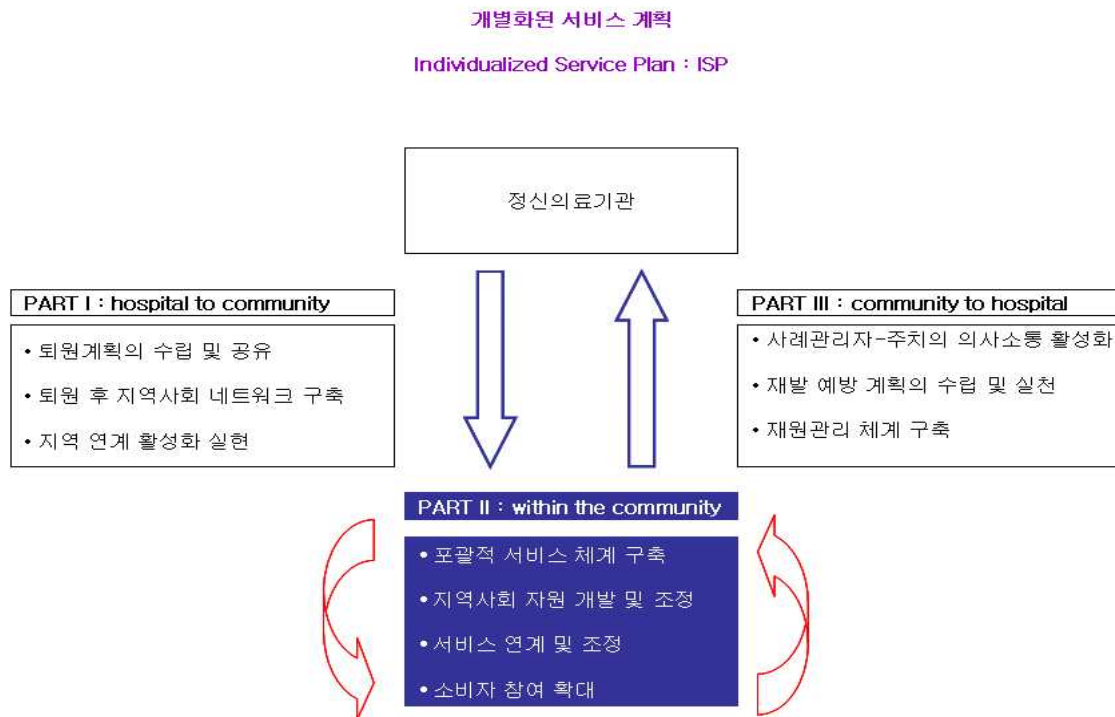 개별화된 서비스 계획
Individualized Service Plan : ISP
정신의료기관
PART I : hospital to community
• 퇴원계획의 수립 및 공유
• 퇴원 후 지역사회 네트워크 구축
• 지역 연계 활성화 실현
PART III : community to hospital
• 사례관리자-주치의 의사소통 활성화
• 재발 예방 계획의 수립 및 실천
• 재원관리 체계 구축
PART II : within the community
• 포괄적 서비스 체계 구축
• 지역사회 자원 개발 및 조정
• 서비스 연계 및 조정
• 소비자 참여 확대